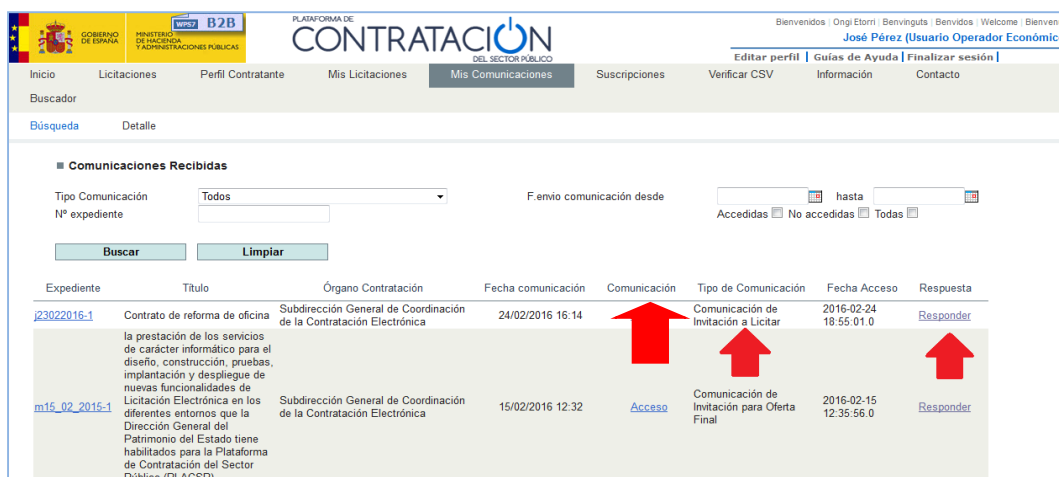 WPS7 B2B
GOBIERNO DE ESPAÑA
MINISTERIO DE HACIENDA Y ADMINISTRACIONES PÚBLICAS
PLATAFORMA DE
CONTRATACIÓN
DEL SECTOR PÚBLICO
Bienvenidos | Ongi Etorri | Benvinguts | Benvidos | Welcome | Bienven
José Pérez (Usuario Operador Económic
Editar perfil | Guías de Ayuda | Finalizar sesión |
Inicio Licitaciones Perfil Contratante Mis Licitaciones Mis Comunicaciones Suscripciones Verificar CSV Información Contacto
Buscador
Búsqueda Detalle
Comunicaciones Recibidas
Tipo Comunicación Todos F.envio comunicación desde hasta
Nº expediente Accedidas No accedidas Todas
Buscar Limpiar
Expediente Título Órgano Contratación Fecha comunicación Comunicación Tipo de Comunicación Fecha Acceso Respuesta
j23022016-1 Contrato de reforma de oficina Subdirección General de Coordinación de la Contratación Electrónica 24/02/2016 16:14 Comunicación de Invitación a Licitar 2016-02-24 18:55:01.0 Responder
la prestación de los servicios
de carácter informático para el
diseño, construcción, pruebas,
implantación y despliegue de
nuevas funcionalidades de
m15_02_2015-1 Licitación Electrónica en los
diferentes entornos que la
Dirección General del
Patrimonio del Estado tiene
habilitados para la Plataforma
de Contratación del Sector
Público (PLACSP)
Subdirección General de Coordinación de la Contratación Electrónica 15/02/2016 12:32 Acceso Comunicación de Invitación para Oferta Final 2016-02-15 12:35:56.0 Responder